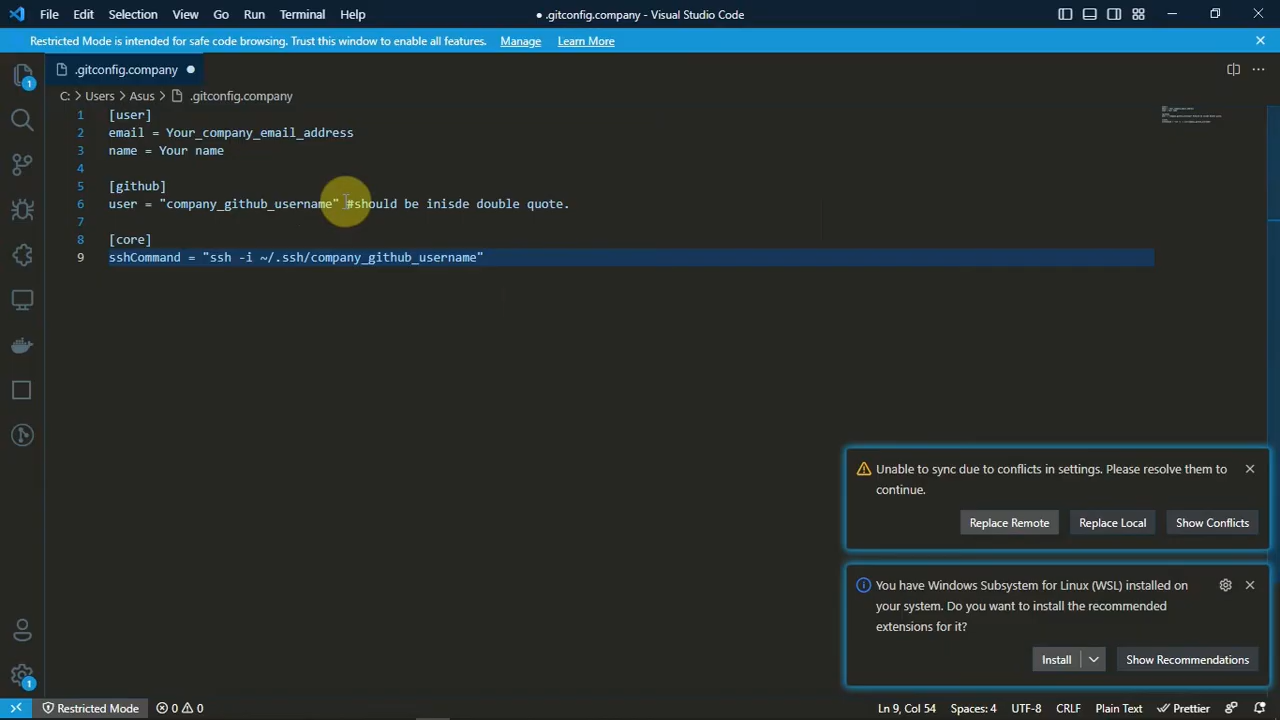 File Edit Selection View Go Run Terminal Help
● .gitconfig.company - Visual Studio Code
Restricted Mode is intended for safe code browsing. Trust this window to enable all features. Manage Learn More
.gitconfig.company ●
C: > Users > Asus > .gitconfig.company
1 [user]
2 email = Your_company_email_address
3 name = Your name
4
5 [github]
6 user = "company_github_username" #should be inisde double quote.
7
8 [core]
9 sshCommand = "ssh -i ~/.ssh/company_github_username"
Unable to sync due to conflicts in settings. Please resolve them to
continue.
Replace Remote Replace Local Show Conflicts
You have Windows Subsystem for Linux (WSL) installed on
your system. Do you want to install the recommended
extensions for it?
Install Show Recommendations
1
1
Restricted Mode 0 0 Ln 9, Col 54 Spaces: 4 UTF-8 CRLF Plain Text Prettier